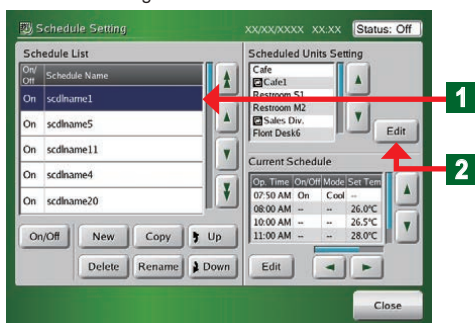 Schedule Setting
XX/XX/XXXX XX.XX
Status: Off
Schedule List
On/Off Schedule Name
On scdlname1
On scdlname5
On scdlname11
On scdlname4
On scdlname20
On/Off New Copy Up
Delete Rename Down
Scheduled Units Setting
Cafe
Cafe1
Restroom S1
Restroom M2
Sales Div.
Flont Desk6
Edit
1
2
Current Schedule
Op. Time On/Off Mode Set Tem
07:50 AM On Cool --
08:00 AM -- -- 26.0°C
10:00 AM -- -- 26.5°C
11:00 AM -- -- 28.0°C
Edit
Close